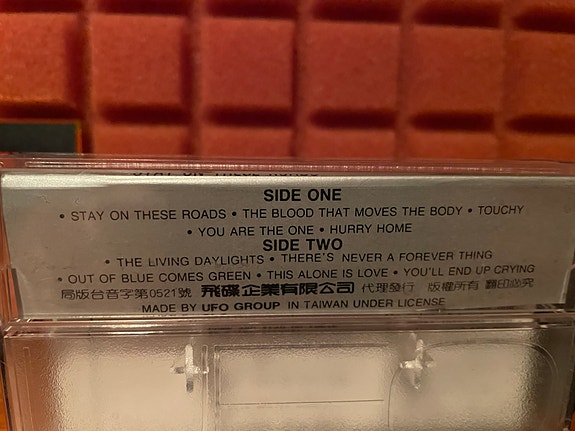 SIDE ONE
• STAY ON THESE ROADS • THE BLOOD THAT MOVES THE BODY • TOUCHY
• YOU ARE THE ONE • HURRY HOME
SIDE TWO
• THE LIVING DAYLIGHTS • THERE'S NEVER A FOREVER THING
• OUT OF BLUE COMES GREEN • THIS ALONE IS LOVE • YOU'LL END UP CRYING
局版台音字第0521號 飛碟企業有限公司 代理發行 版權所有 翻印必究
MADE BY UFO GROUP IN TAIWAN UNDER LICENSE